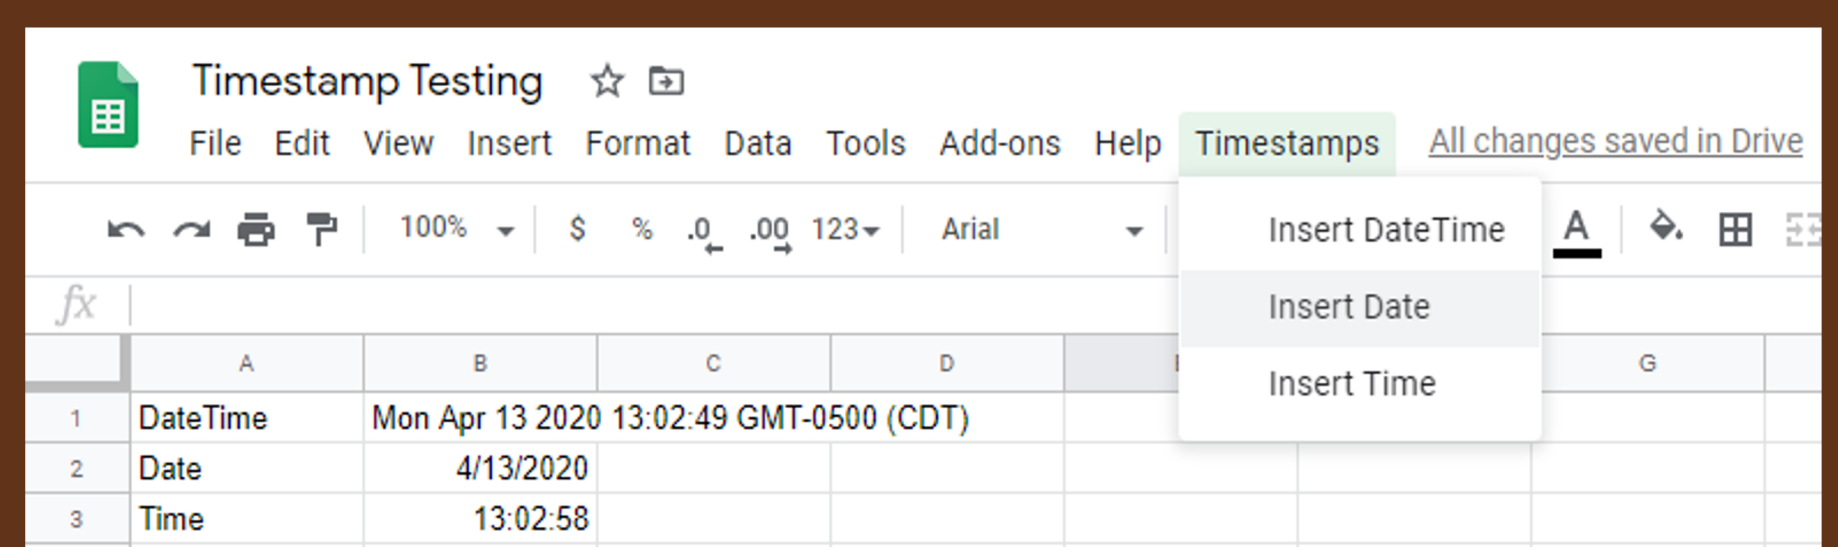 Timestamp Testing
File Edit View Insert Format Data Tools Add-ons Help Timestamps All changes saved in Drive
100% $ % .0 .00 123 Arial A
Insert DateTime
Insert Date
Insert Time
fx
A B C D G
1 DateTime Mon Apr 13 2020 13:02:49 GMT-0500 (CDT)
2 Date 4/13/2020
3 Time 13:02:58